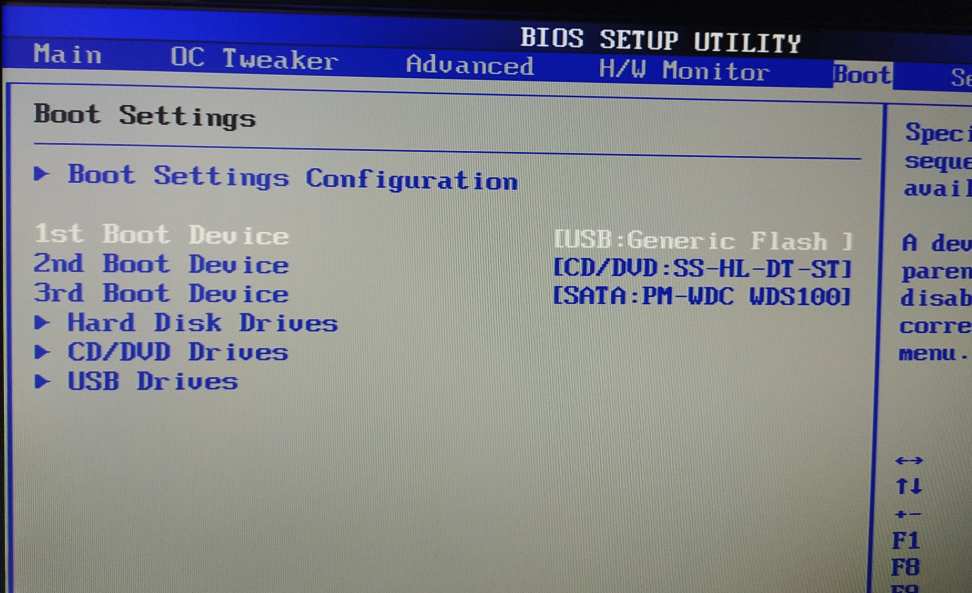 BIOS SETUP UTILITY
Main OC Tweaker Advanced H/W Monitor Boot
Boot Settings
Boot Settings Configuration
1st Boot Device [USB:Generic Flash ]
2nd Boot Device [CD/DVD:SS-HL-DT-ST]
3rd Boot Device [SATA:PM-WDC WDS100]
Hard Disk Drives
CD/DVD Drives
USB Drives
Speci
seque
avail
A dev
paren
disab
corre
menu.
↔
↑↓
+-
F1
F8
F9